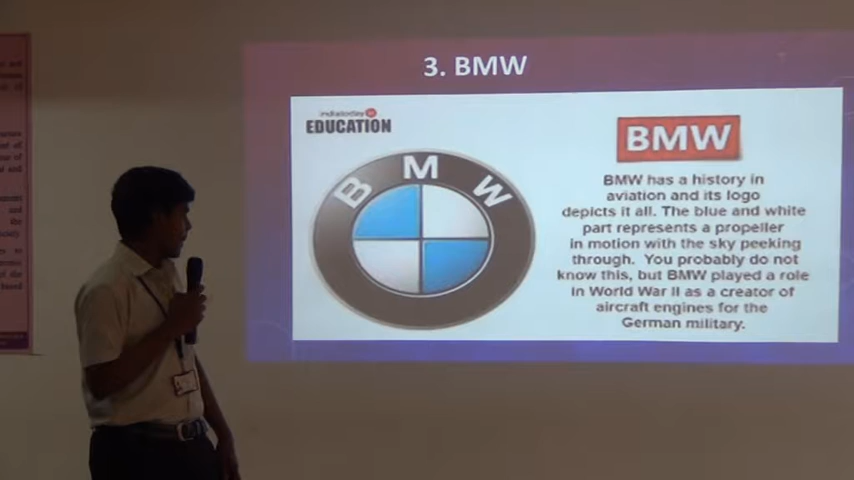 3. BMW
indiatoday.in
EDUCATION
B M W
BMW
BMW has a history in
aviation and its logo
depicts it all. The blue and white
part represents a propeller
in motion with the sky peeking
through. You probably do not
know this, but BMW played a role
in World War II as a creator of
aircraft engines for the
German military.